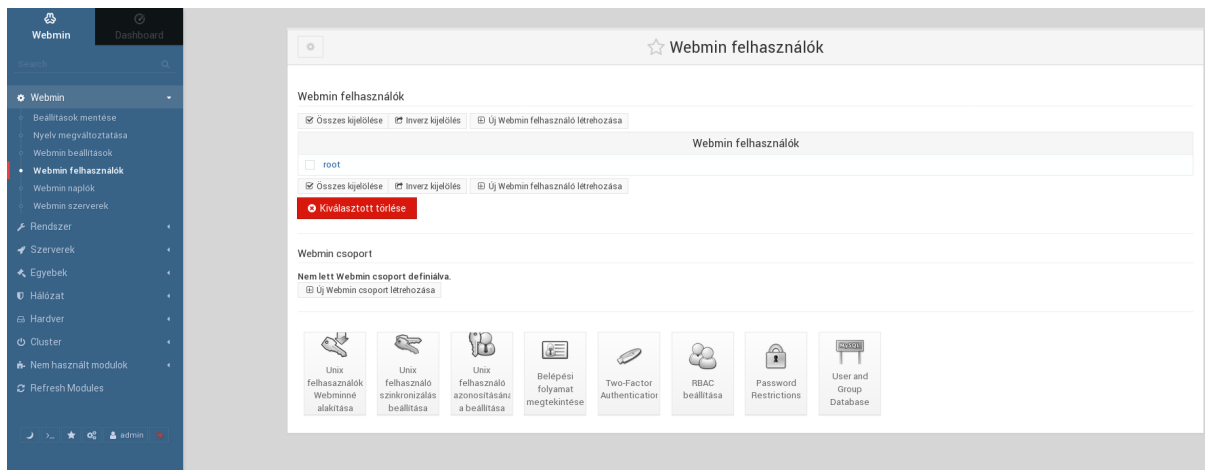 Webmin
Dashboard
Search
Webmin
Beállítások mentése
Nyelv megváltoztatása
Webmin beállítások
Webmin felhasználók
Webmin naplók
Webmin szerverek
Rendszer
Szerverek
Egyebek
Hálózat
Hardver
Cluster
Nem használt modulok
Refresh Modules
admin
Webmin felhasználók
Webmin felhasználók
Összes kijelölése
Inverz kijelölés
Új Webmin felhasználó létrehozása
Webmin felhasználók
root
Összes kijelölése
Inverz kijelölés
Új Webmin felhasználó létrehozása
Kiválasztott törlése
Webmin csoport
Nem lett Webmin csoport definiálva.
Új Webmin csoport létrehozása
Unix
felhasaználók
Webminné
alakítása
Unix
felhasználó
szinkronizálás
beállítása
Unix
felhasználó
azonosításána
a beállítása
Belépési
folyamat
megtekintése
Two-Factor
Authentication
RBAC
beállítása
Password
Restrictions
MySQL
User and
Group
Database